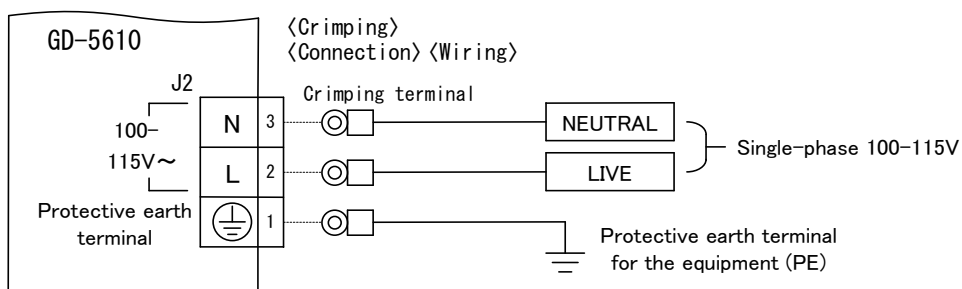 GD-5610
〈Crimping〉
〈Connection〉〈Wiring〉
J2
Crimping terminal
100-
115V～
N 3
NEUTRAL
L 2
LIVE
Single-phase 100-115V
Protective earth
terminal
1
Protective earth terminal
for the equipment (PE)